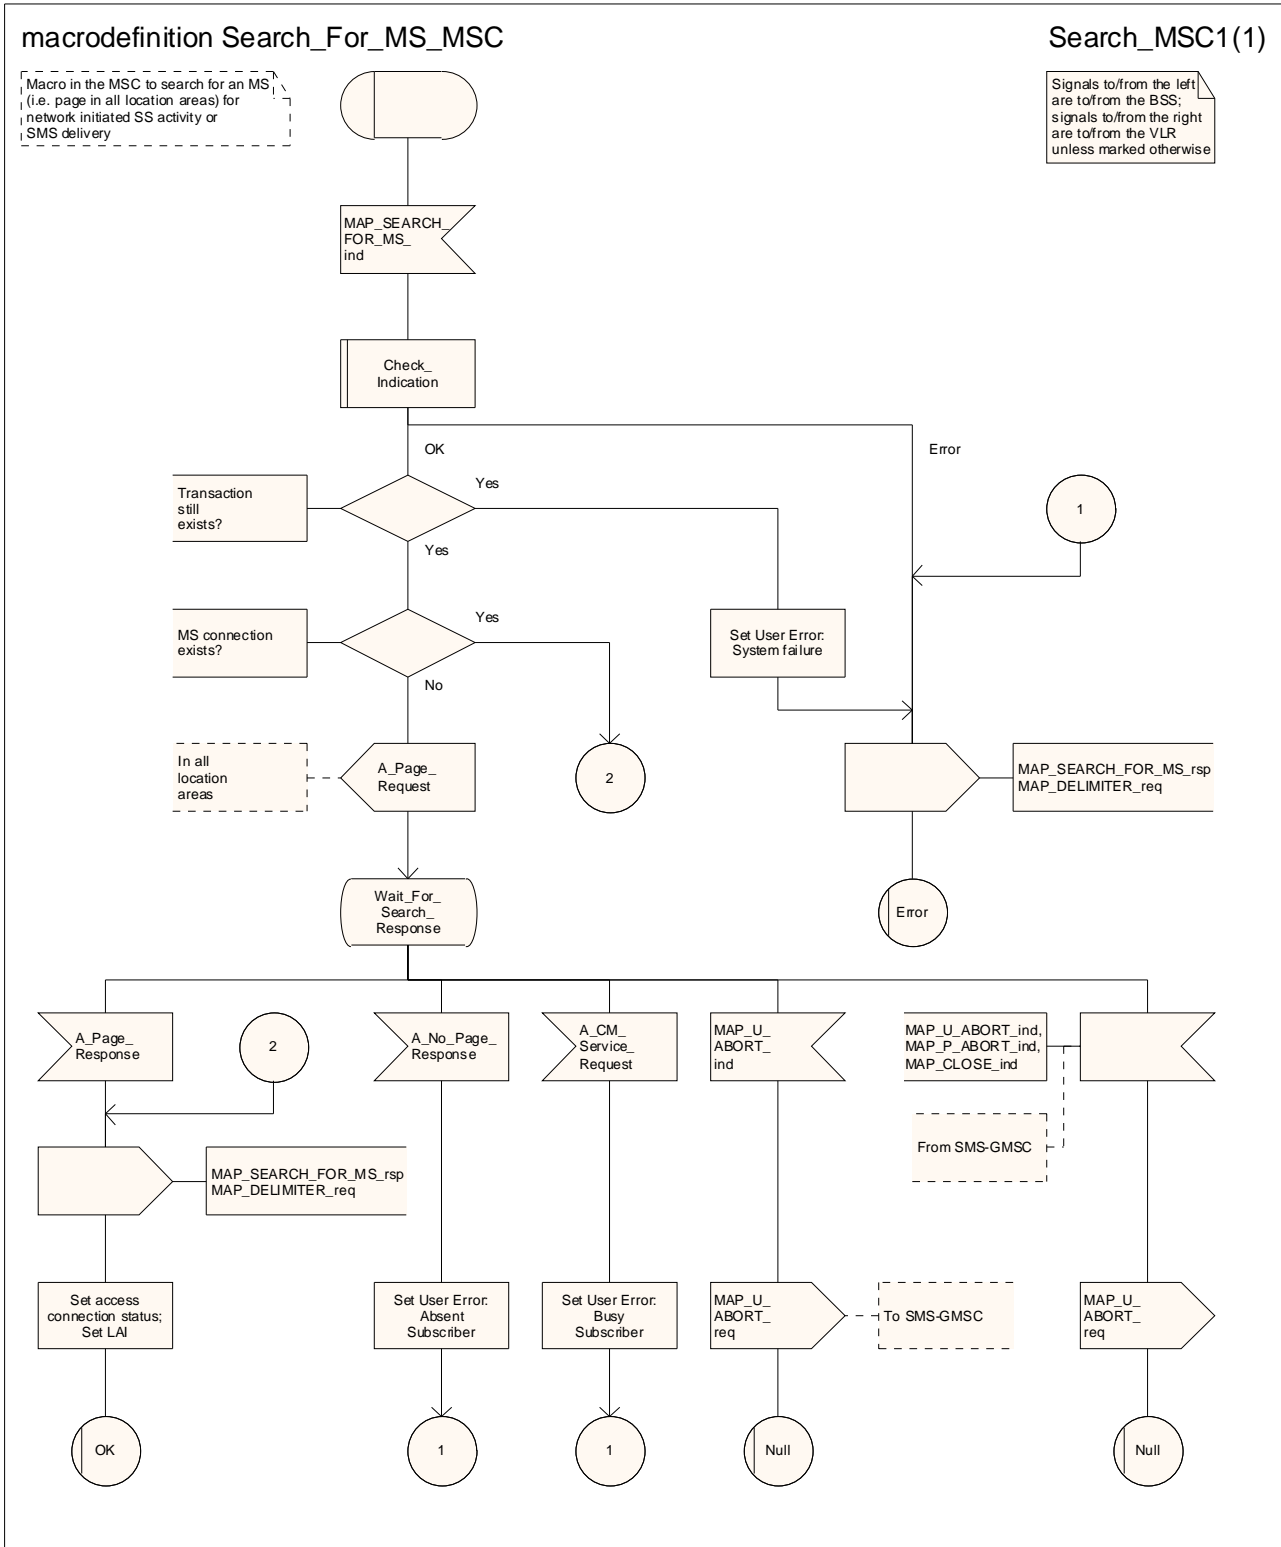 macrodefinition Search_For_MS_MSC
Search_MSC1(1)
Macro in the MSC to search for an MS
(i.e. page in all location areas) for
network initiated SS activity or
SMS delivery
Signals to/from the left
are to/from the BSS;
signals to/from the right
are to/from the VLR
unless marked otherwise
MAP_SEARCH_
FOR_MS_
ind
Check_
Indication
OK
Error
Transaction
still
exists?
Yes
Yes
1
MS connection
exists?
Yes
No
Set User Error:
System failure
In all
location
areas
A_Page_
Request
2
MAP_SEARCH_FOR_MS_rsp
MAP_DELIMITER_req
Wait_For_
Search_
Response
Error
A_Page_
Response
2
A_No_Page_
Response
A_CM_
Service_
Request
MAP_U_
ABORT_
ind
MAP_U_ABORT_ind,
MAP_P_ABORT_ind,
MAP_CLOSE_ind
From SMS-GMSC
MAP_SEARCH_FOR_MS_rsp
MAP_DELIMITER_req
Set access
connection status;
Set LAI
Set User Error:
Absent
Subscriber
Set User Error:
Busy
Subscriber
MAP_U_
ABORT_
req
To SMS-GMSC
MAP_U_
ABORT_
req
OK
1
1
Null
Null